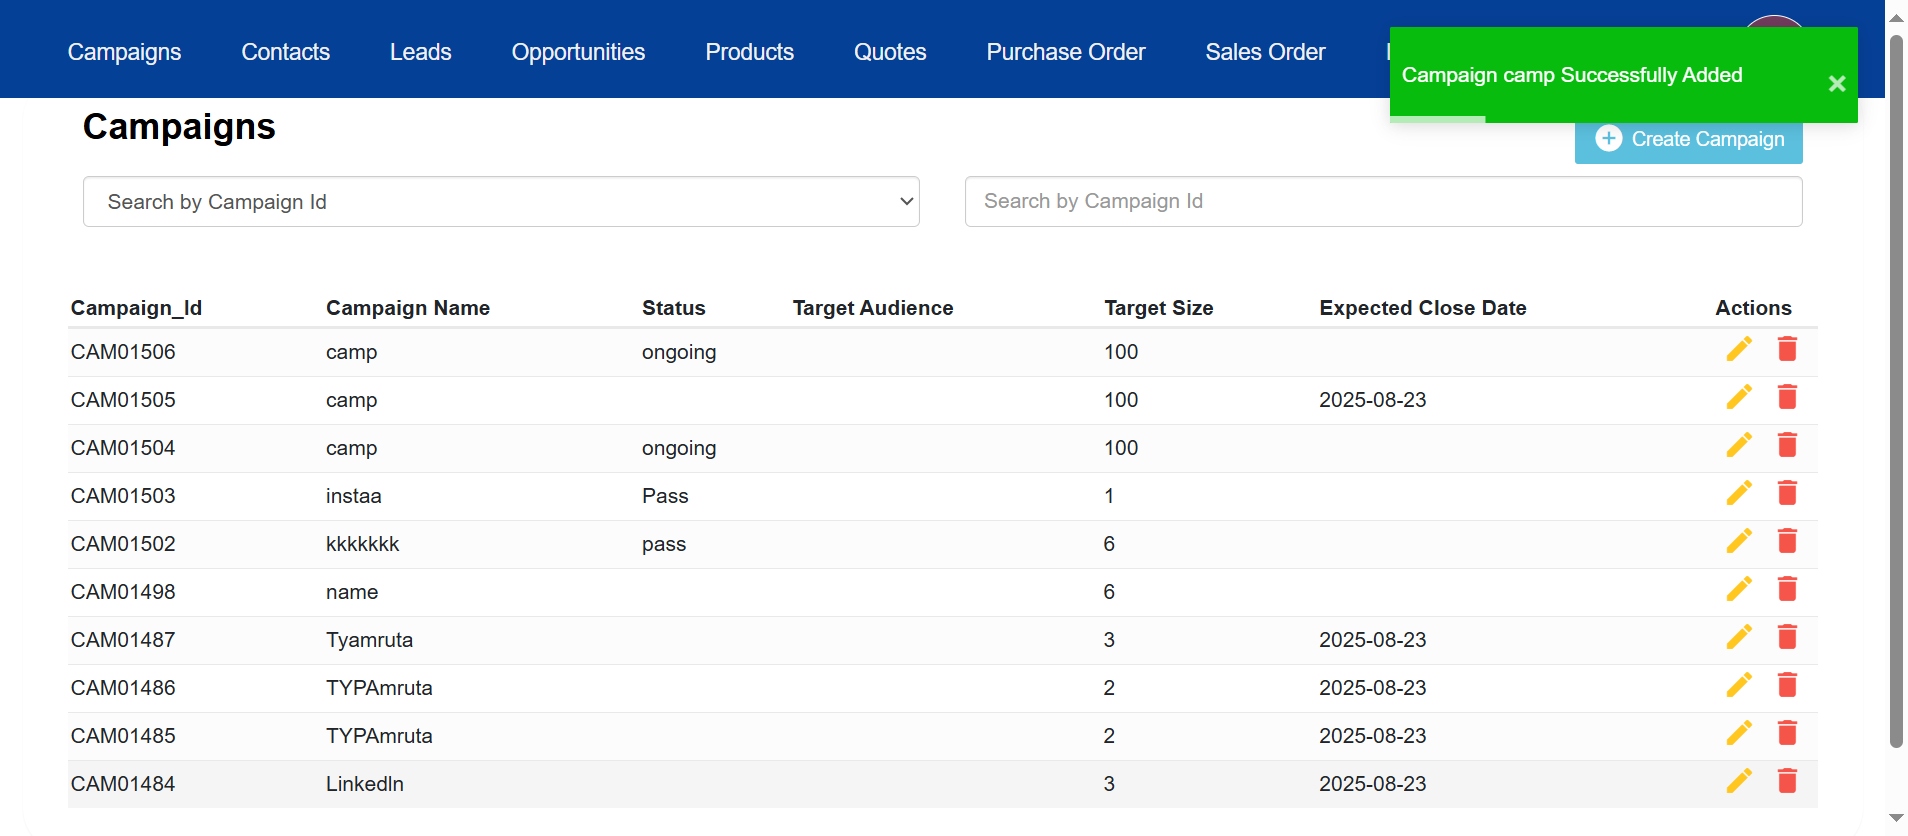 Campaigns Contacts Leads Opportunities Products Quotes Purchase Order Sales Order
Campaign camp Successfully Added ×
Campaigns
Create Campaign
Search by Campaign Id Search by Campaign Id
Campaign_Id Campaign Name Status Target Audience Target Size Expected Close Date Actions
CAM01506 camp ongoing 100
CAM01505 camp 100 2025-08-23
CAM01504 camp ongoing 100
CAM01503 instaa Pass 1
CAM01502 kkkkkkk pass 6
CAM01498 name 6
CAM01487 Tyamruta 3 2025-08-23
CAM01486 TYPAmruta 2 2025-08-23
CAM01485 TYPAmruta 2 2025-08-23
CAM01484 LinkedIn 3 2025-08-23